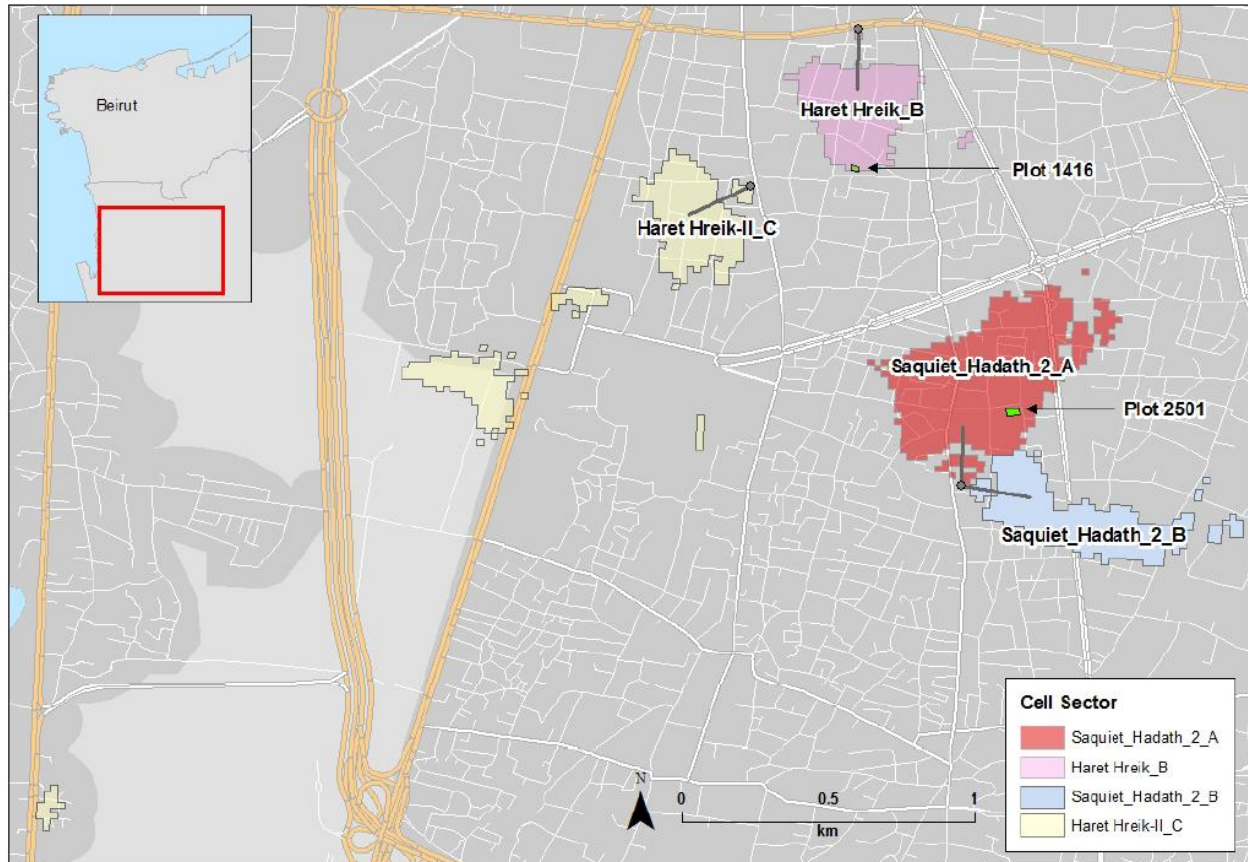 Beirut
Haret Hreik_B
Plot 1416
Haret Hreik-II_C
Saquiet_Hadath_2_A
Plot 2501
Saquiet_Hadath_2_B
N
0 0.5 1
km
Cell Sector
Saquiet_Hadath_2_A
Haret Hreik_B
Saquiet_Hadath_2_B
Haret Hreik-II_C